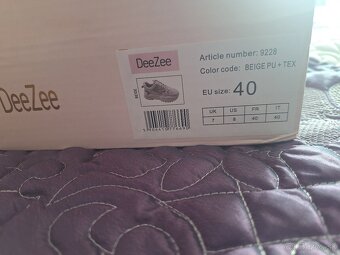 DeeZee
DeeZee
Article number: 9228
Color code: BEIGE PU + TEX
BEIGE
EU size: 40
UK US FR IT
7 8 40 40